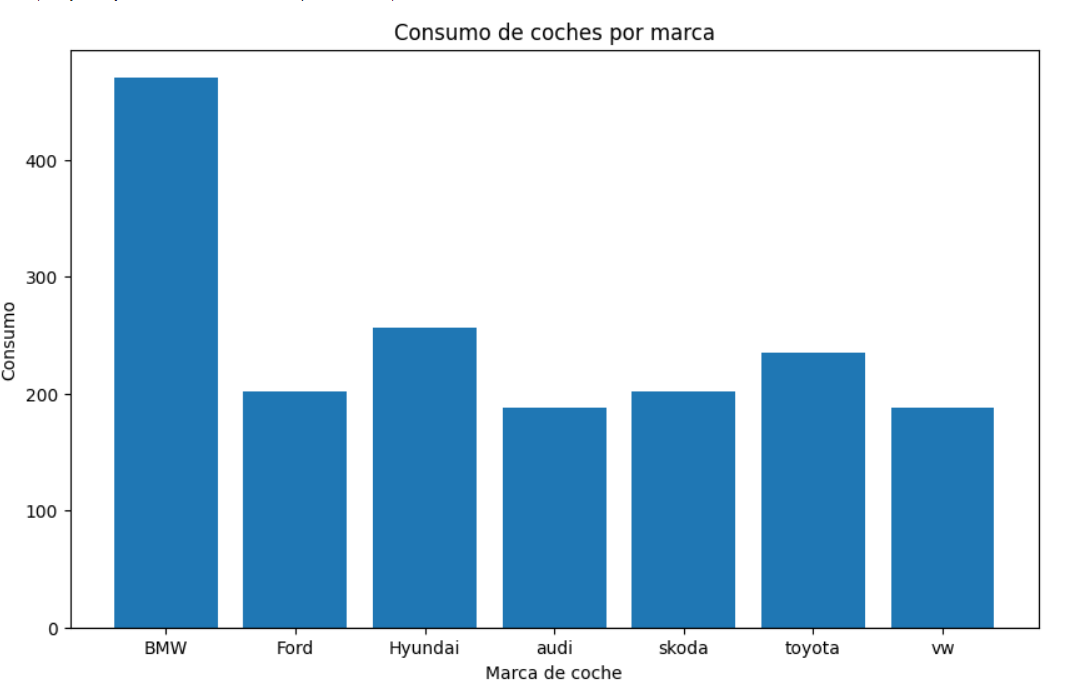 Consumo de coches por marca
400
300
200
100
0
Consumo
BMW Ford Hyundai audi skoda toyota vw
Marca de coche